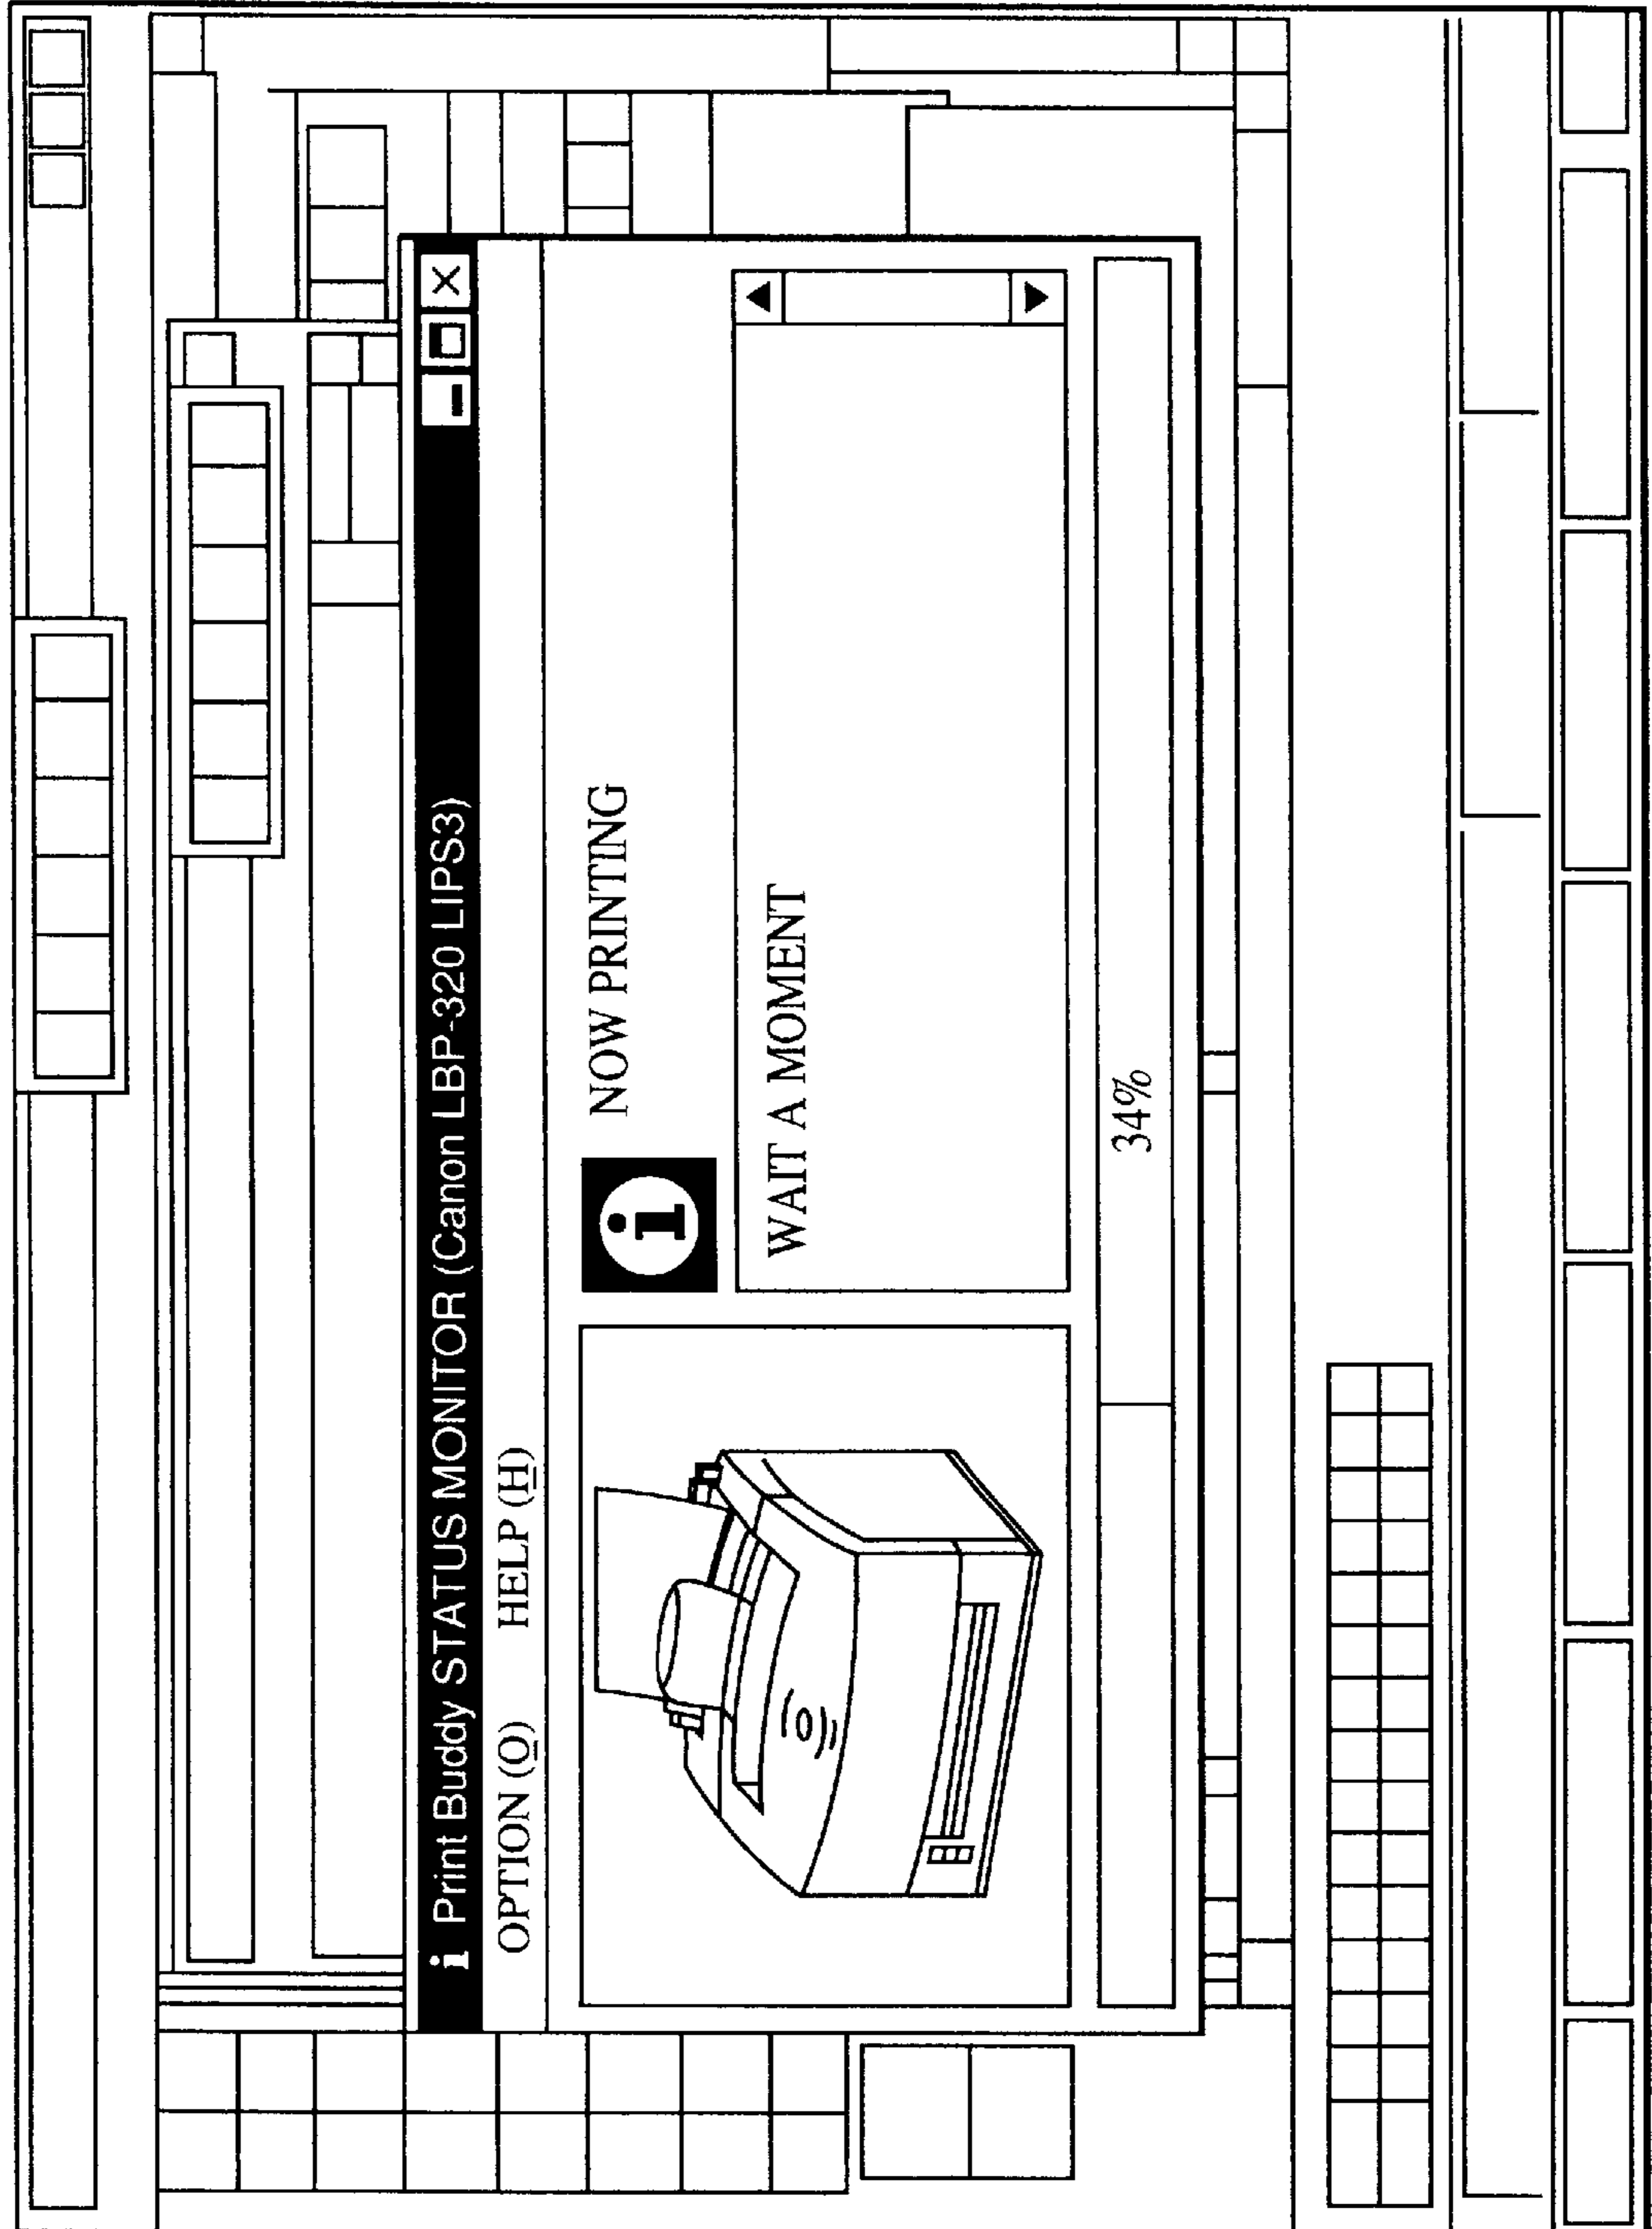 i Print Buddy STATUS MONITOR (Canon LBP-320 LIPS3)
OPTION (O) HELP (H)
i NOW PRINTING
WAIT A MOMENT
34%